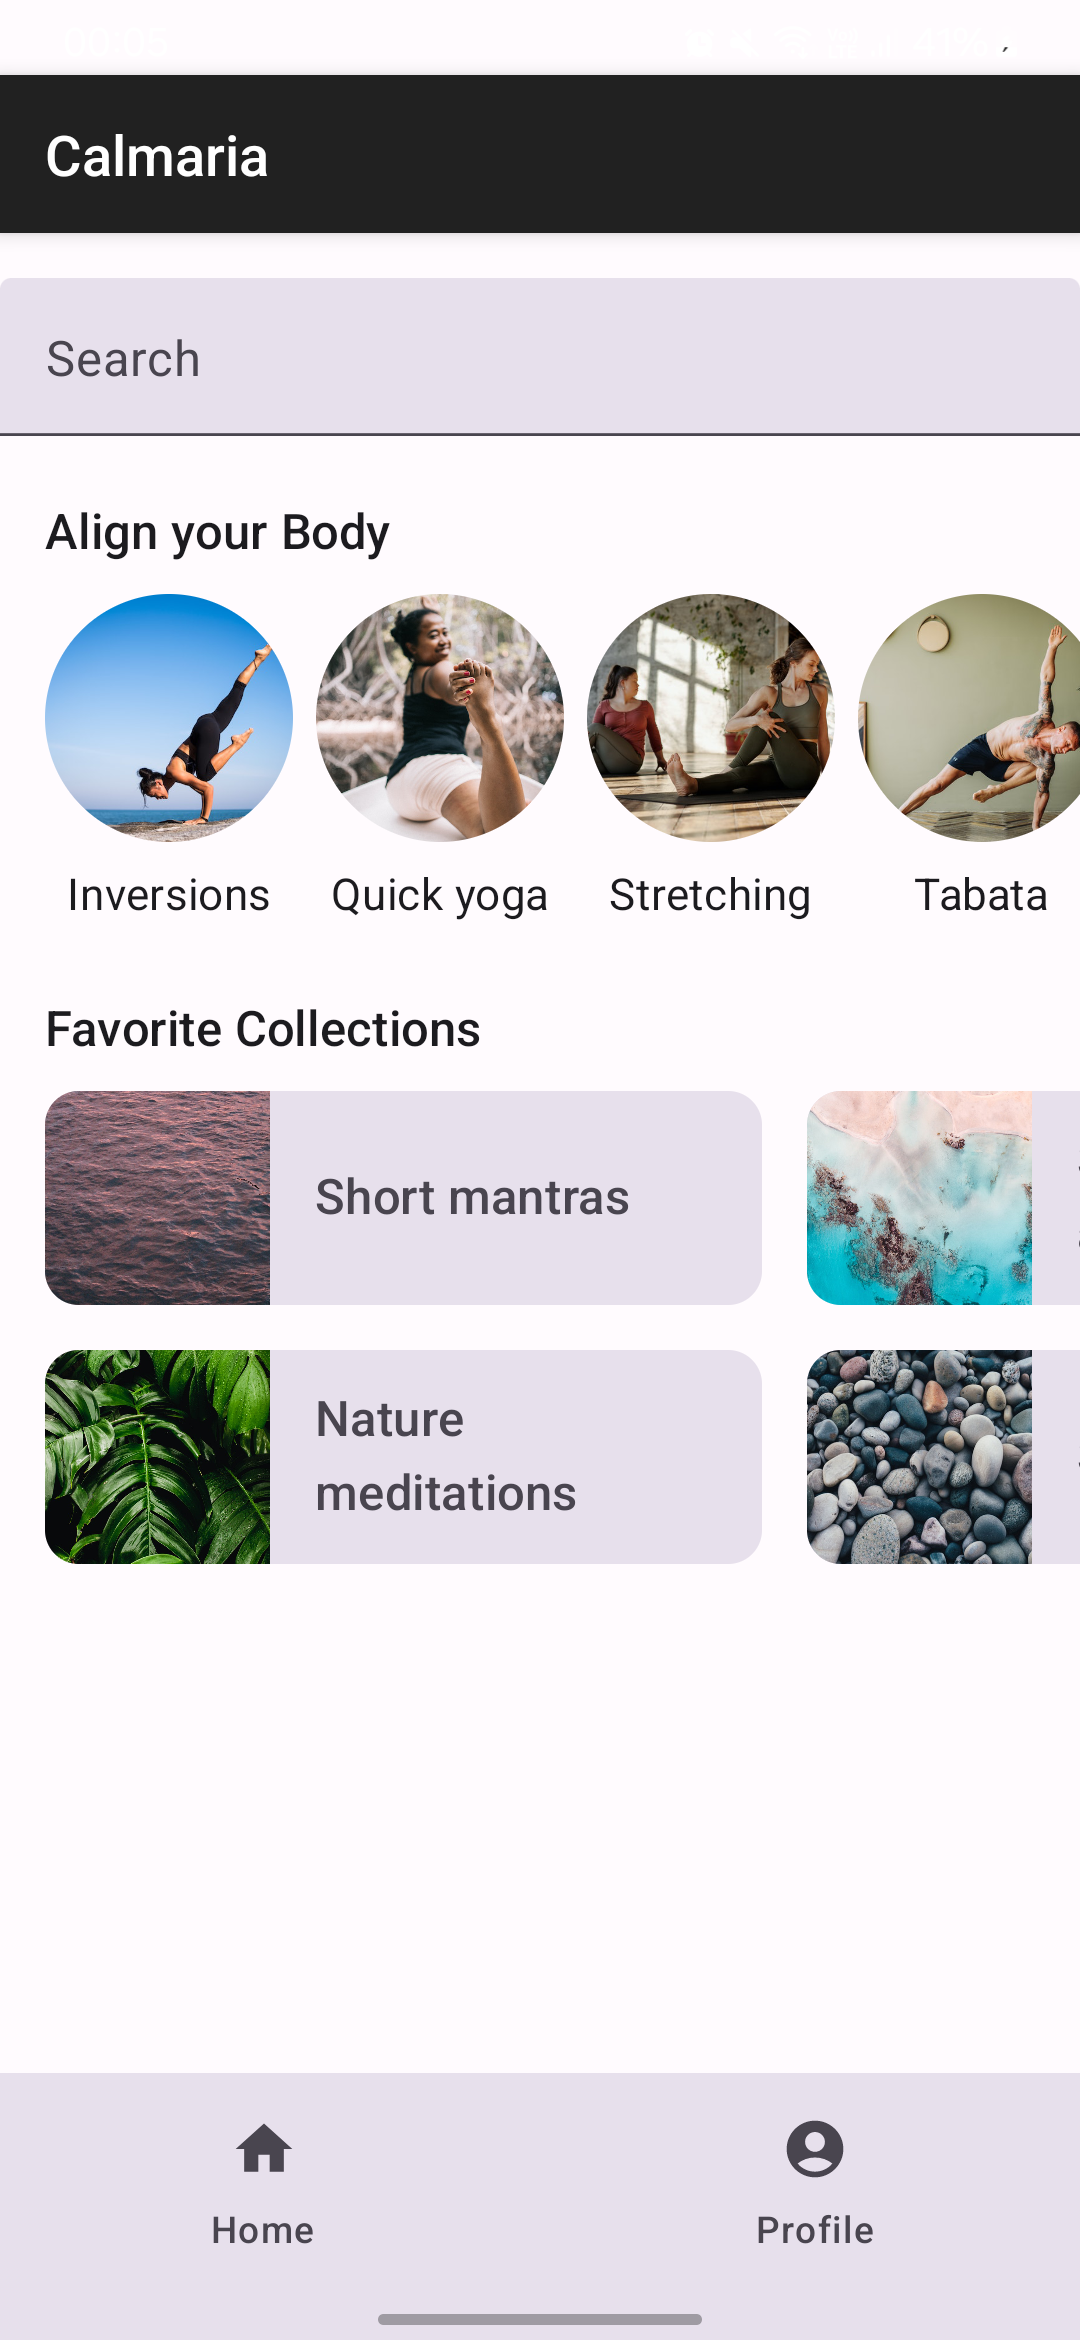 Calmaria
Search
Align your Body
Inversions
Quick yoga
Stretching
Tabata
Favorite Collections
Short mantras
Nature
meditations
Home
Profile